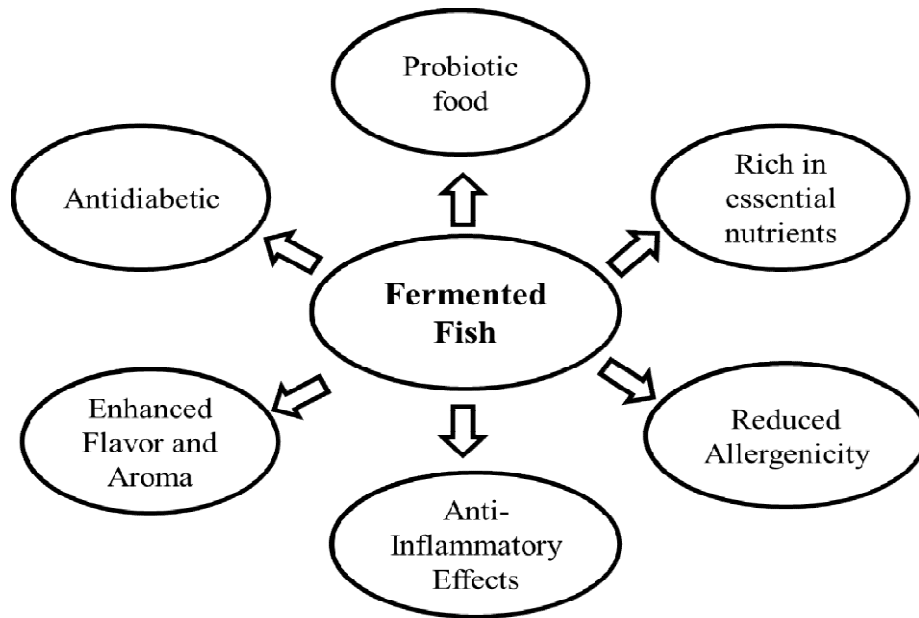 Probiotic
food
Antidiabetic
Rich in
essential
nutrients
Fermented
Fish
Enhanced
Flavor and
Aroma
Reduced
Allergenicity
Anti-
Inflammatory
Effects